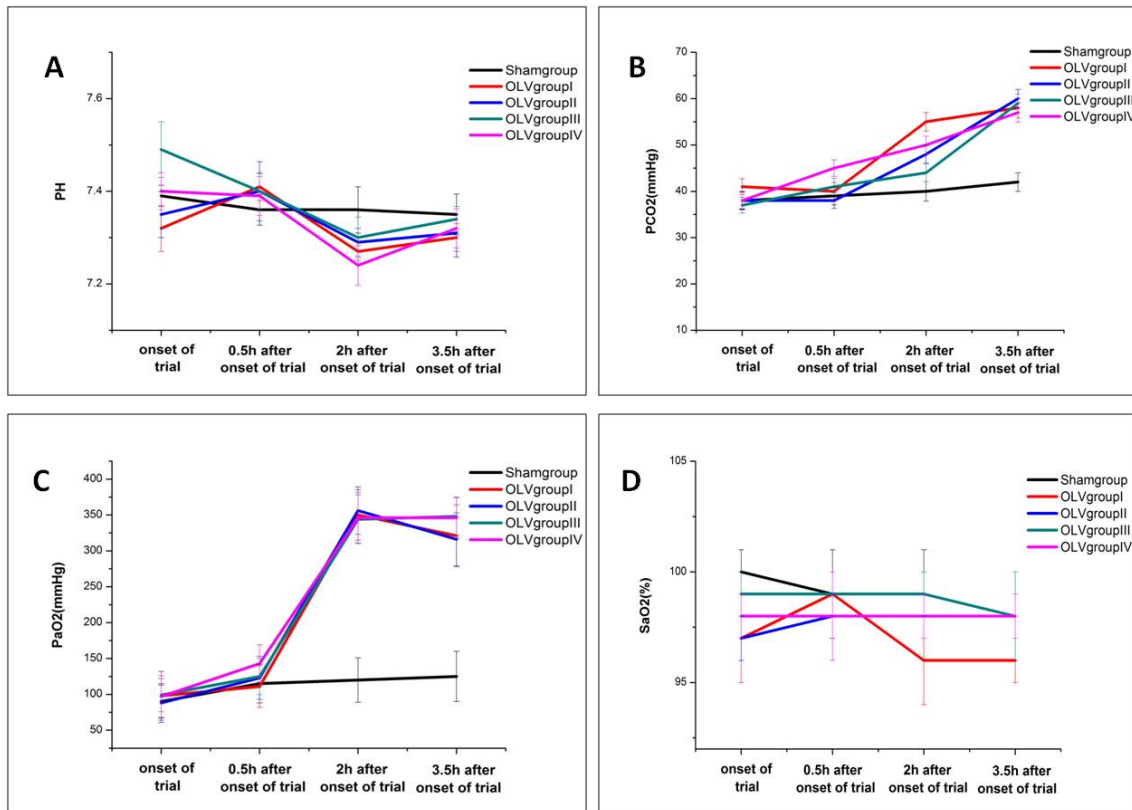 A
Shamgroup
OLVgroupI
OLVgroupII
OLVgroupIII
OLVgroupIV
7.6
7.4
7.2
PH
onset of
trial
0.5h after
onset of trial
2h after
onset of trial
3.5h after
onset of trial
B
Shamgroup
OLVgroupI
OLVgroupII
OLVgroupIII
OLVgroupIV
70
60
50
40
30
20
10
PCO2(mmHg)
onset of
trial
0.5h after
onset of trial
2h after
onset of trial
3.5h after
onset of trial
C
Shamgroup
OLVgroupI
OLVgroupII
OLVgroupIII
OLVgroupIV
400
350
300
250
200
150
100
50
PaO2(mmHg)
onset of
trial
0.5h after
onset of trial
2h after
onset of trial
3.5h after
onset of trial
D
Shamgroup
OLVgroupI
OLVgroupII
OLVgroupIII
OLVgroupIV
105
100
95
SaO2(%)
onset of
trial
0.5h after
onset of trial
2h after
onset of trial
3.5h after
onset of trial